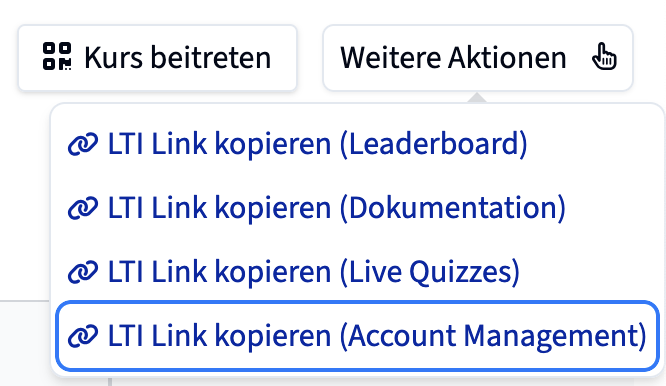 Kurs beitreten
Weitere Aktionen
LTI Link kopieren (Leaderboard)
LTI Link kopieren (Dokumentation)
LTI Link kopieren (Live Quizzes)
LTI Link kopieren (Account Management)